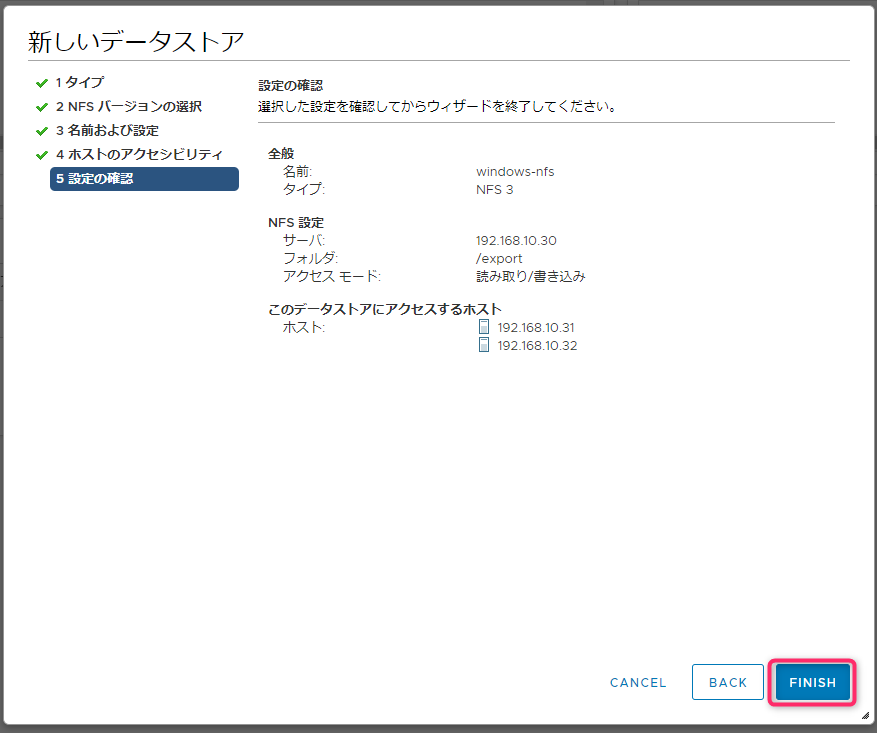 新しいデータストア
1 タイプ
2 NFS バージョンの選択
3 名前および設定
4 ホストのアクセシビリティ
5 設定の確認
設定の確認
選択した設定を確認してからウィザードを終了してください。
全般
名前: windows-nfs
タイプ: NFS 3
NFS 設定
サーバ: 192.168.10.30
フォルダ: /export
アクセス モード: 読み取り/書き込み
このデータストアにアクセスするホスト
ホスト: 192.168.10.31
192.168.10.32
CANCEL BACK FINISH